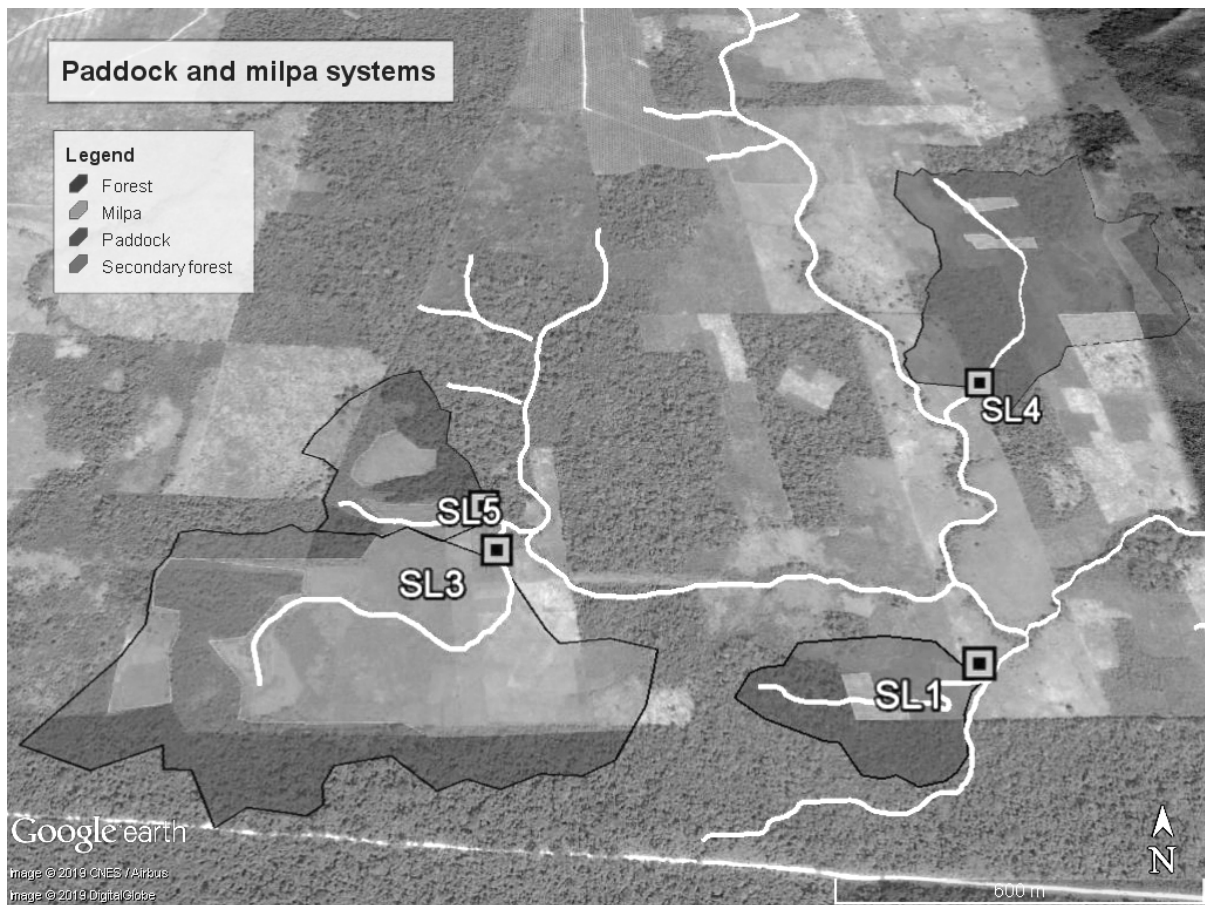 Paddock and milpa systems
Legend
Forest
Milpa
Paddock
Secondary forest
SL4
SL5
SL3
SL1
Google earth
N
Image © 2019 CNES / Airbus
Image © 2019 DigitalGlobe
600 m